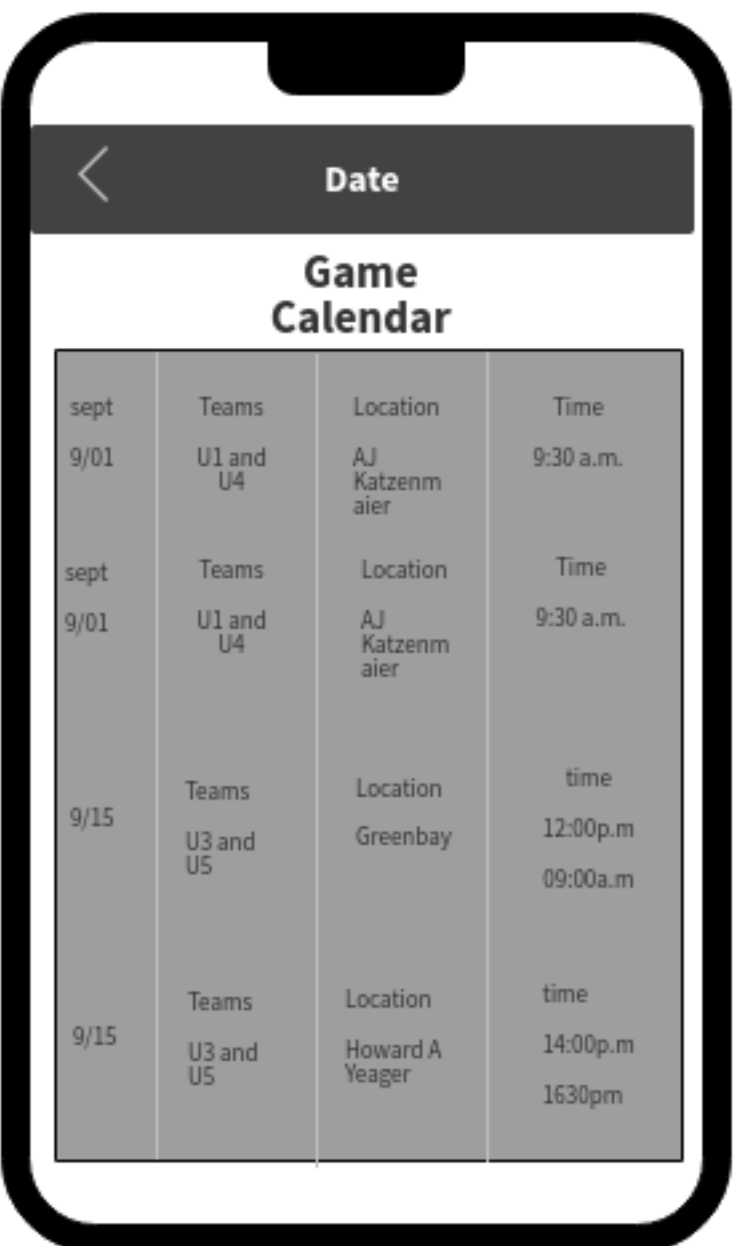 Date
Game
Calendar
sept
Teams
Location
Time
9/01
U1 and
U4
AJ
Katzenm
aier
9:30 a.m.
sept
Teams
Location
Time
9/01
U1 and
U4
AJ
Katzenm
aier
9:30 a.m.
9/15
Teams
U3 and
U5
Location
Greenbay
time
12:00p.m
09:00a.m
9/15
Teams
U3 and
U5
Location
Howard A
Yeager
time
14:00p.m
1630pm